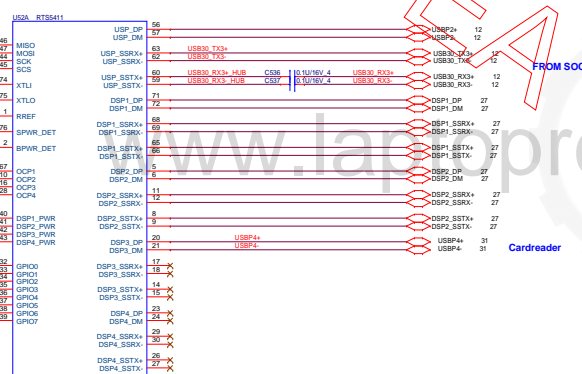 U52A RTS5411
USP_DP 56 USBP2+ 12
USP_DM 57 USBP2- 12
46 MISO
47 MOSI USP_SSRX+ 63 USB30_TX3+ USB30_TX3+ 12
44 SCK USP_SSRX- 62 USB30_TX3- USB30_TX3- 12
45 SCS FROM SOC
USP_SSTX+ 60 USB30_RX3+_HUB C536 0.1U/16V_4 USB30_RX3+ USB30_RX3+ 12
74 XTLI USP_SSTX- 59 USB30_RX3-_HUB C537 0.1U/16V_4 USB30_RX3- USB30_RX3- 12
75 XTLO DSP1_DP 71 DSP1_DP 27
DSP1_DM 72 DSP1_DM 27
1 RREF
DSP1_SSRX+ 68 DSP1_SSRX+ 27
76 SPWR_DET DSP1_SSRX- 69 DSP1_SSRX- 27
2 BPWR_DET DSP1_SSTX+ 65 DSP1_SSTX+ 27
DSP1_SSTX- 66 DSP1_SSTX- 27
www.laptopro
67 OCP1 DSP2_DP 5 DSP2_DP 27
10 OCP2 DSP2_DM 6 DSP2_DM 27
16 OCP3
28 OCP4 DSP2_SSRX+ 11 DSP2_SSRX+ 27
DSP2_SSRX- 12 DSP2_SSRX- 27
40 DSP1_PWR DSP2_SSTX+ 8 DSP2_SSTX+ 27
41 DSP2_PWR DSP2_SSTX- 9 DSP2_SSTX- 27
42 DSP3_PWR
43 DSP4_PWR DSP3_DP 20 USBP4+ USBP4+ 31
DSP3_DM 21 USBP4- USBP4- 31 Cardreader
32 GPIO0 DSP3_SSRX+ 17
33 GPIO1 DSP3_SSRX- 18
34 GPIO2
35 GPIO3 DSP3_SSTX+ 14
36 GPIO4 DSP3_SSTX- 15
37 GPIO5
38 GPIO6 DSP4_DP 23
39 GPIO7 DSP4_DM 24
DSP4_SSRX+ 29
DSP4_SSRX- 30
DSP4_SSTX+ 26
DSP4_SSTX- 27